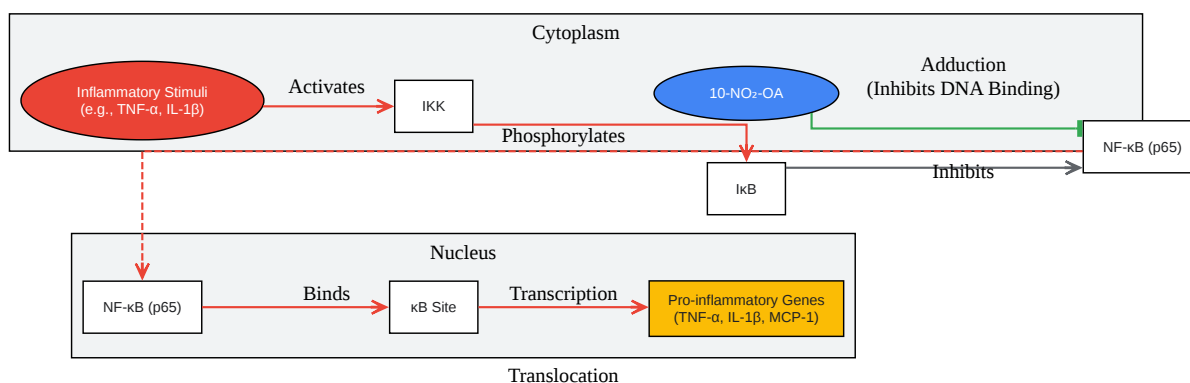 Cytoplasm
Inflammatory Stimuli
(e.g., TNF-α, IL-1β)
Activates
IKK
10-NO₂-OA
Adduction
(Inhibits DNA Binding)
Phosphorylates
NF-κB (p65)
IκB
Inhibits
Nucleus
NF-κB (p65)
Binds
κB Site
Transcription
Pro-inflammatory Genes
(TNF-α, IL-1β, MCP-1)
Translocation